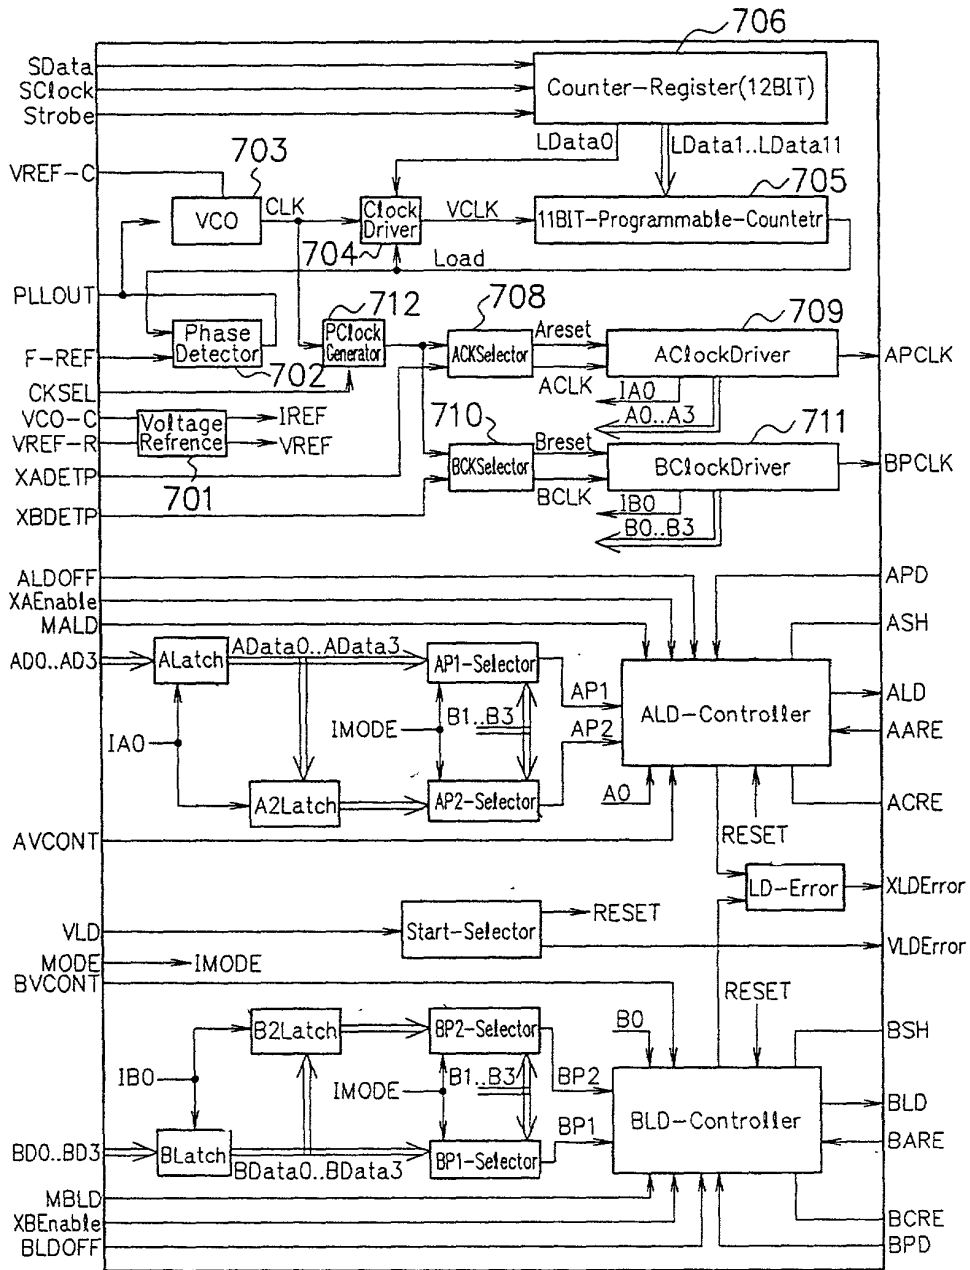 706
SData
SClock
Strobe
Counter-Register(12BIT)
LData0
LData1..LData11
VREF-C
703
705
VCO
CLK
Clock
Driver
VCLK
11BIT-Programmable-Countetr
704
Load
PLLOUT
712
708
709
Phase
Detector
PClock
Generator
ACKSelector
Areset
AClockDriver
APCLK
F-REF
702
ACLK
IA0
CKSEL
A0..A3
VCO-C
VREF-R
Voltage
Refrence
IREF
VREF
710
711
Breset
BCKSelector
BClockDriver
BPCLK
XADETP
701
BCLK
IB0
XBDETP
B0..B3
ALDOFF
APD
XAEnable
MALD
ASH
AD0..AD3
ALatch
AData0..AData3
AP1-Selector
AP1
ALD-Controller
ALD
IA0
IMODE
B1..B3
AP2
AARE
A2Latch
AP2-Selector
A0
ACRE
AVCONT
RESET
LD-Error
XLDError
VLD
Start-Selector
RESET
VLDError
MODE
IMODE
BVCONT
RESET
B2Latch
BP2-Selector
B0
BSH
IB0
IMODE
B1..B3
BP2
BLD-Controller
BLD
BP1
BARE
BD0..BD3
BLatch
BData0..BData3
BP1-Selector
MBLD
XBEnable
BCRE
BLDOFF
BPD